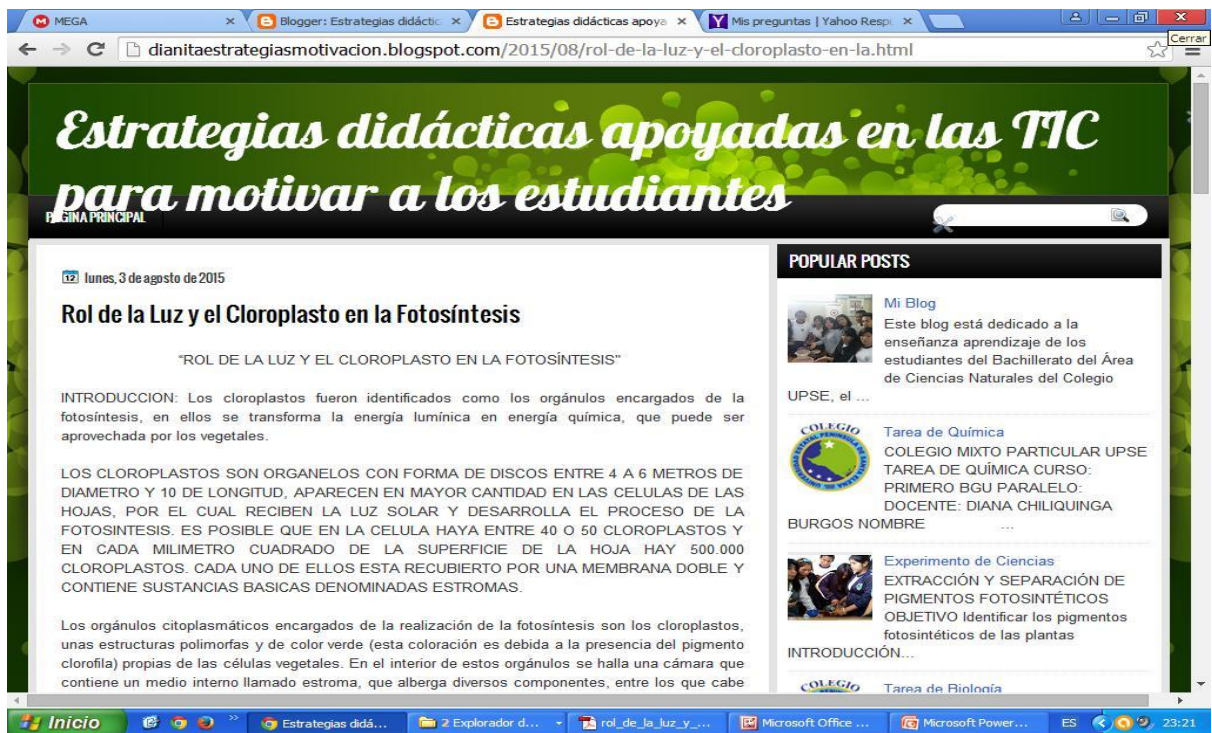 MEGA
Blogger: Estrategias didáctic
Estrategias didácticas apoya
Mis preguntas | Yahoo Resp
Cerrar
dianitaestrategiasmotivacion.blogspot.com/2015/08/rol-de-la-luz-y-el-cloroplasto-en-la.html
Estrategias didácticas apoyadas en las TIC
para motivar a los estudiantes
PÁGINA PRINCIPAL
12 lunes, 3 de agosto de 2015
Rol de la Luz y el Cloroplasto en la Fotosíntesis
"ROL DE LA LUZ Y EL CLOROPLASTO EN LA FOTOSÍNTESIS"
INTRODUCCION: Los cloroplastos fueron identificados como los orgánulos encargados de la
fotosíntesis, en ellos se transforma la energía lumínica en energía química, que puede ser
aprovechada por los vegetales.
LOS CLOROPLASTOS SON ORGANELOS CON FORMA DE DISCOS ENTRE 4 A 6 METROS DE
DIAMETRO Y 10 DE LONGITUD, APARECEN EN MAYOR CANTIDAD EN LAS CELULAS DE LAS
HOJAS, POR EL CUAL RECIBEN LA LUZ SOLAR Y DESARROLLA EL PROCESO DE LA
FOTOSINTESIS. ES POSIBLE QUE EN LA CELULA HAYA ENTRE 40 O 50 CLOROPLASTOS Y
EN CADA MILIMETRO CUADRADO DE LA SUPERFICIE DE LA HOJA HAY 500.000
CLOROPLASTOS. CADA UNO DE ELLOS ESTA RECUBIERTO POR UNA MEMBRANA DOBLE Y
CONTIENE SUSTANCIAS BASICAS DENOMINADAS ESTROMAS.
Los orgánulos citoplasmáticos encargados de la realización de la fotosíntesis son los cloroplastos,
unas estructuras polimorfas y de color verde (esta coloración es debida a la presencia del pigmento
clorofila) propias de las células vegetales. En el interior de estos orgánulos se halla una cámara que
contiene un medio interno llamado estroma, que alberga diversos componentes, entre los que cabe
POPULAR POSTS
Mi Blog
Este blog está dedicado a la
enseñanza aprendizaje de los
estudiantes del Bachillerato del Área
de Ciencias Naturales del Colegio
UPSE, el ...
COLEGIO
Tarea de Química
COLEGIO MIXTO PARTICULAR UPSE
TAREA DE QUÍMICA CURSO:
PRIMERO BGU PARALELO:
DOCENTE: DIANA CHILIQUINGA
BURGOS NOMBRE ...
Experimento de Ciencias
EXTRACCIÓN Y SEPARACIÓN DE
PIGMENTOS FOTOSINTÉTICOS
OBJETIVO Identificar los pigmentos
fotosintéticos de las plantas
INTRODUCCIÓN...
COLEGIO
Tarea de Biología
Inicio
Estrategias didá...
2 Explorador d...
rol_de_la_luz_y_...
Microsoft Office ...
Microsoft Power...
ES
23:21